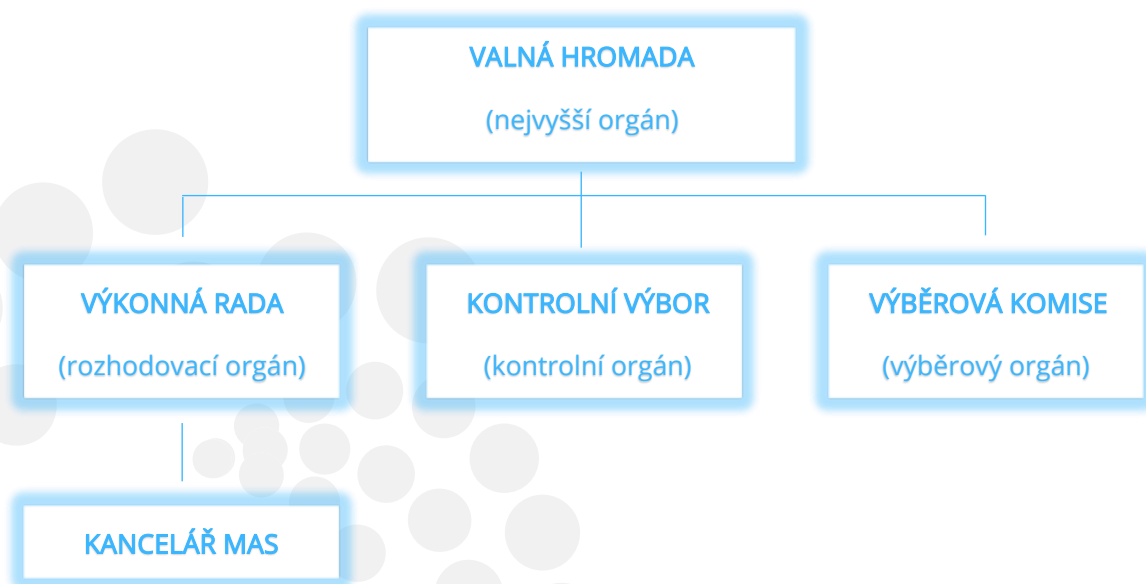 VALNÁ HROMADA
(nejvyšší orgán)
VÝKONNÁ RADA
(rozhodovací orgán)
KONTROLNÍ VÝBOR
(kontrolní orgán)
VÝBĚROVÁ KOMISE
(výběrový orgán)
KANCELÁŘ MAS